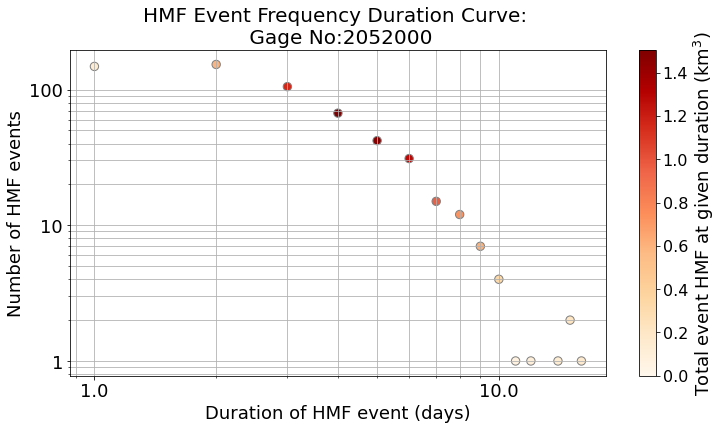 HMF Event Frequency Duration Curve:
Gage No:2052000
Number of HMF events
100
10
1
1.0
10.0
Duration of HMF event (days)
1.4
1.2
1.0
0.8
0.6
0.4
0.2
0.0
Total event HMF at given duration (km³)